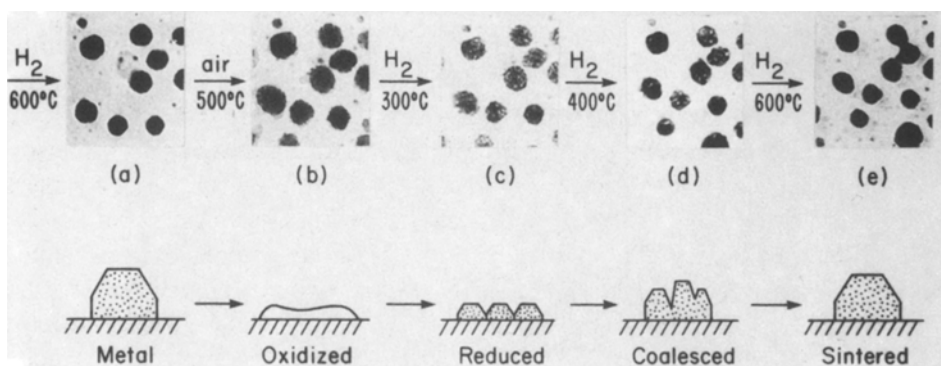 H₂ air H₂ H₂ H₂
600°C 500°C 300°C 400°C 600°C
(a) (b) (c) (d) (e)
Metal Oxidized Reduced Coalesced Sintered